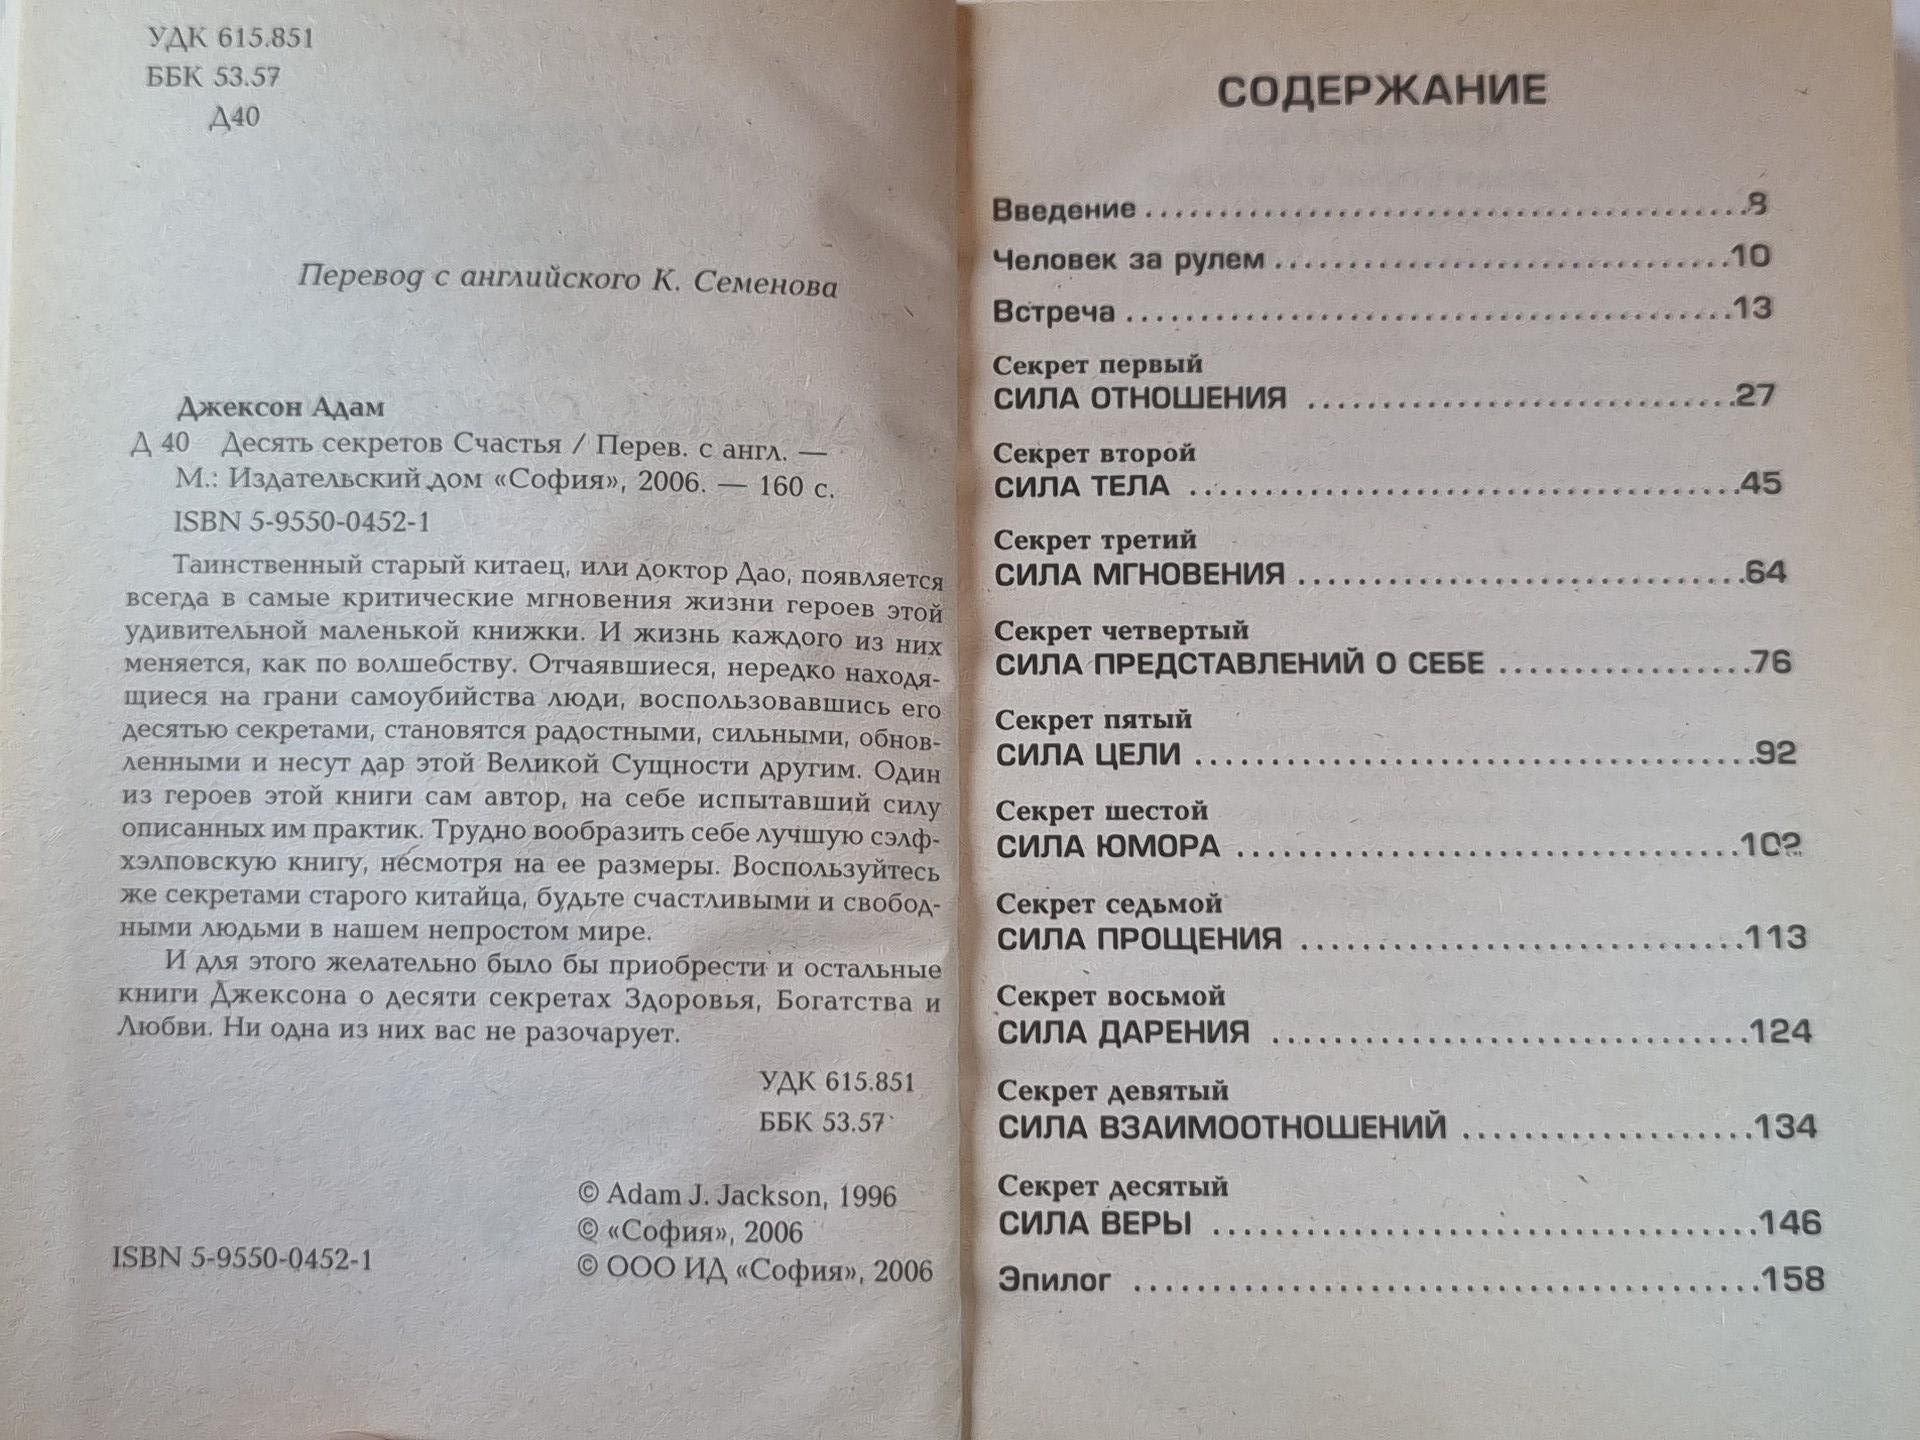 УДК 615.851
ББК 53.57
Д40
Перевод с английского К. Семенова
Джексон Адам
Д 40 Десять секретов Счастья / Перев. с англ. —
М.: Издательский дом «София», 2006. — 160 с.
ISBN 5-9550-0452-1
Таинственный старый китаец, или доктор Дао, появляется
всегда в самые критические мгновения жизни героев этой
удивительной маленькой книжки. И жизнь каждого из них
меняется, как по волшебству. Отчаявшиеся, нередко находя-
щиеся на грани самоубийства люди, воспользовавшись его
десятью секретами, становятся радостными, сильными, обнов-
ленными и несут дар этой Великой Сущности другим. Один
из героев этой книги сам автор, на себе испытавший силу
описанных им практик. Трудно вообразить себе лучшую сэлф-
хэлповскую книгу, несмотря на ее размеры. Воспользуйтесь
же секретами старого китайца, будьте счастливыми и свобод-
ными людьми в нашем непростом мире.
И для этого желательно было бы приобрести и остальные
книги Джексона о десяти секретах Здоровья, Богатства и
Любви. Ни одна из них вас не разочарует.
УДК 615.851
ББК 53.57
© Adam J. Jackson, 1996
© «София», 2006
ISBN 5-9550-0452-1
© ООО ИД «София», 2006
СОДЕРЖАНИЕ
Введение ........................................ 8
Человек за рулем ............................... 10
Встреча ........................................ 13
Секрет первый
СИЛА ОТНОШЕНИЯ ............................. 27
Секрет второй
СИЛА ТЕЛА .................................... 45
Секрет третий
СИЛА МГНОВЕНИЯ ............................. 64
Секрет четвертый
СИЛА ПРЕДСТАВЛЕНИЙ О СЕБЕ ................ 76
Секрет пятый
СИЛА ЦЕЛИ .................................... 92
Секрет шестой
СИЛА ЮМОРА ................................. 102
Секрет седьмой
СИЛА ПРОЩЕНИЯ ............................. 113
Секрет восьмой
СИЛА ДАРЕНИЯ ............................... 124
Секрет девятый
СИЛА ВЗАИМООТНОШЕНИЙ ................... 134
Секрет десятый
СИЛА ВЕРЫ ................................... 146
Эпилог ........................................ 158